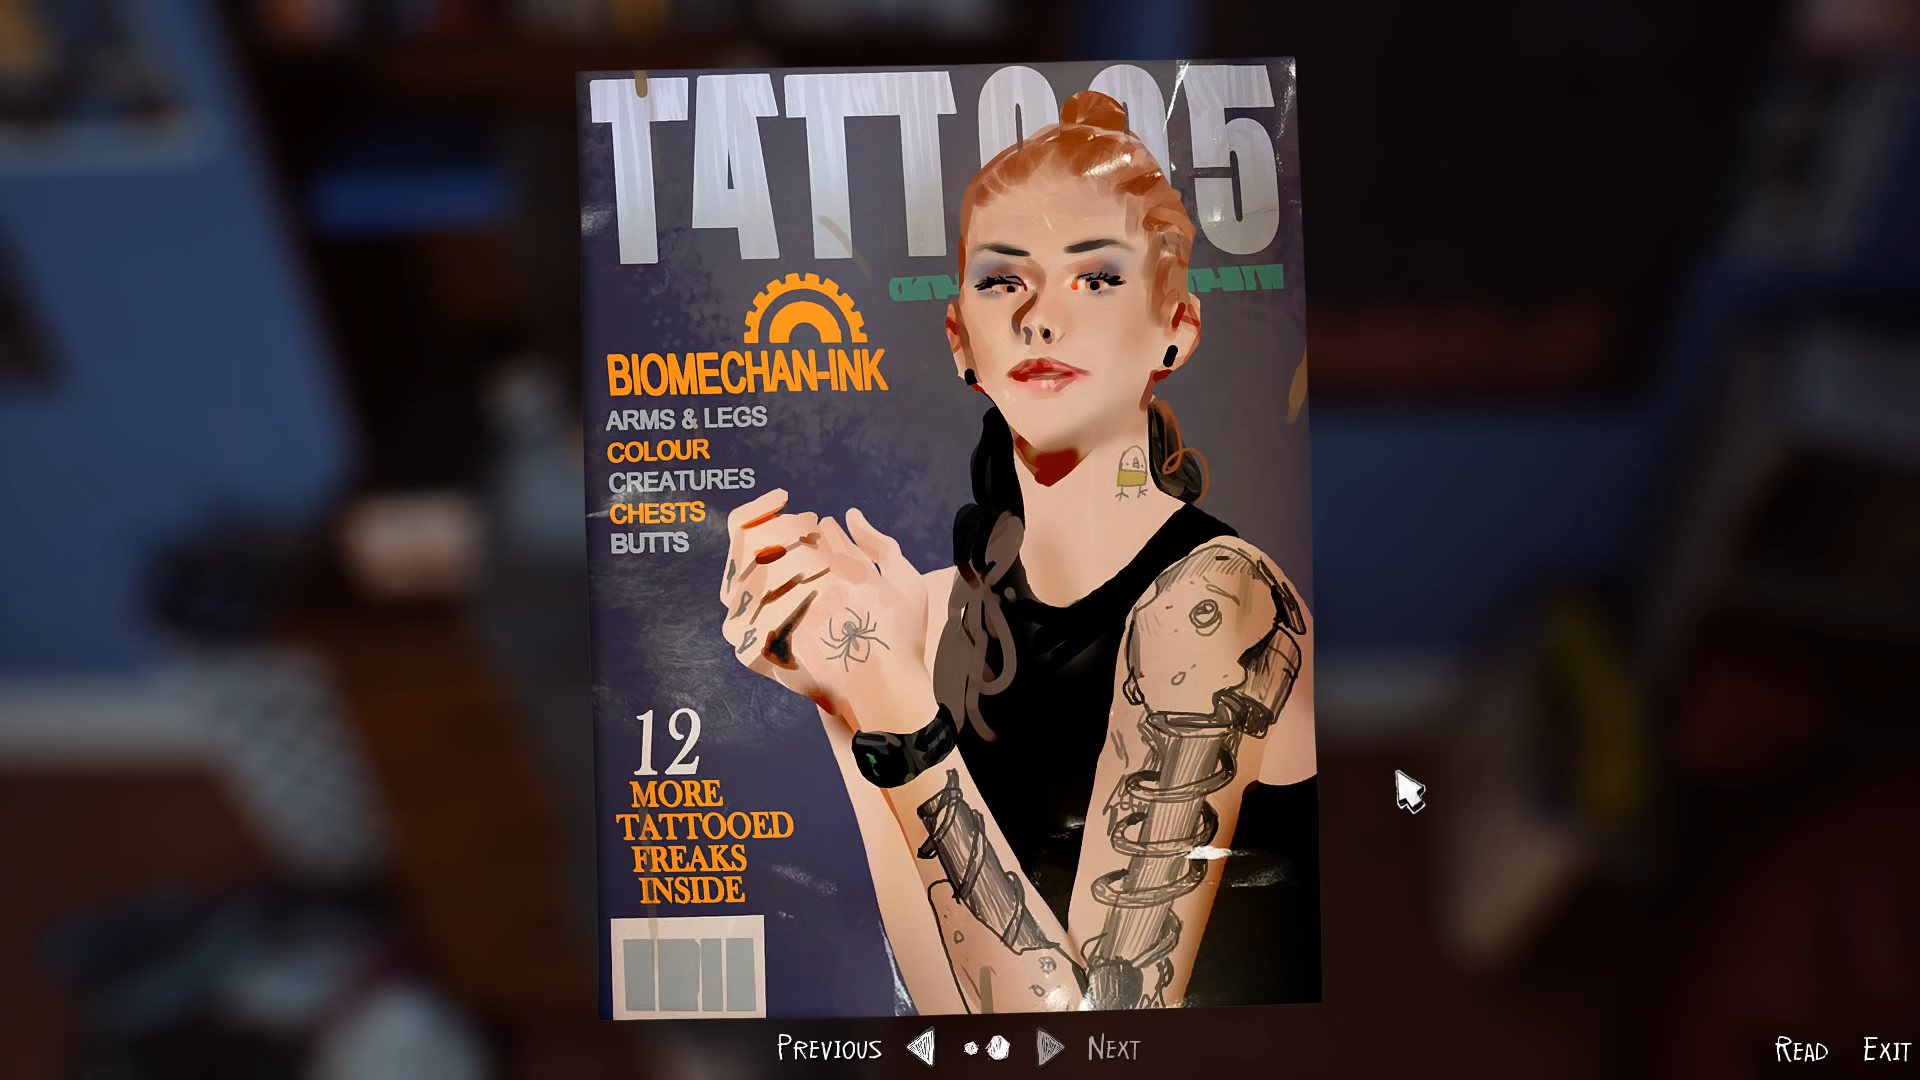 TATTOO5
BIOMECHAN-INK
ARMS & LEGS
COLOUR
CREATURES
CHESTS
BUTTS
12
MORE
TATTOOED
FREAKS
INSIDE
PREVIOUS
NEXT
READ
EXIT